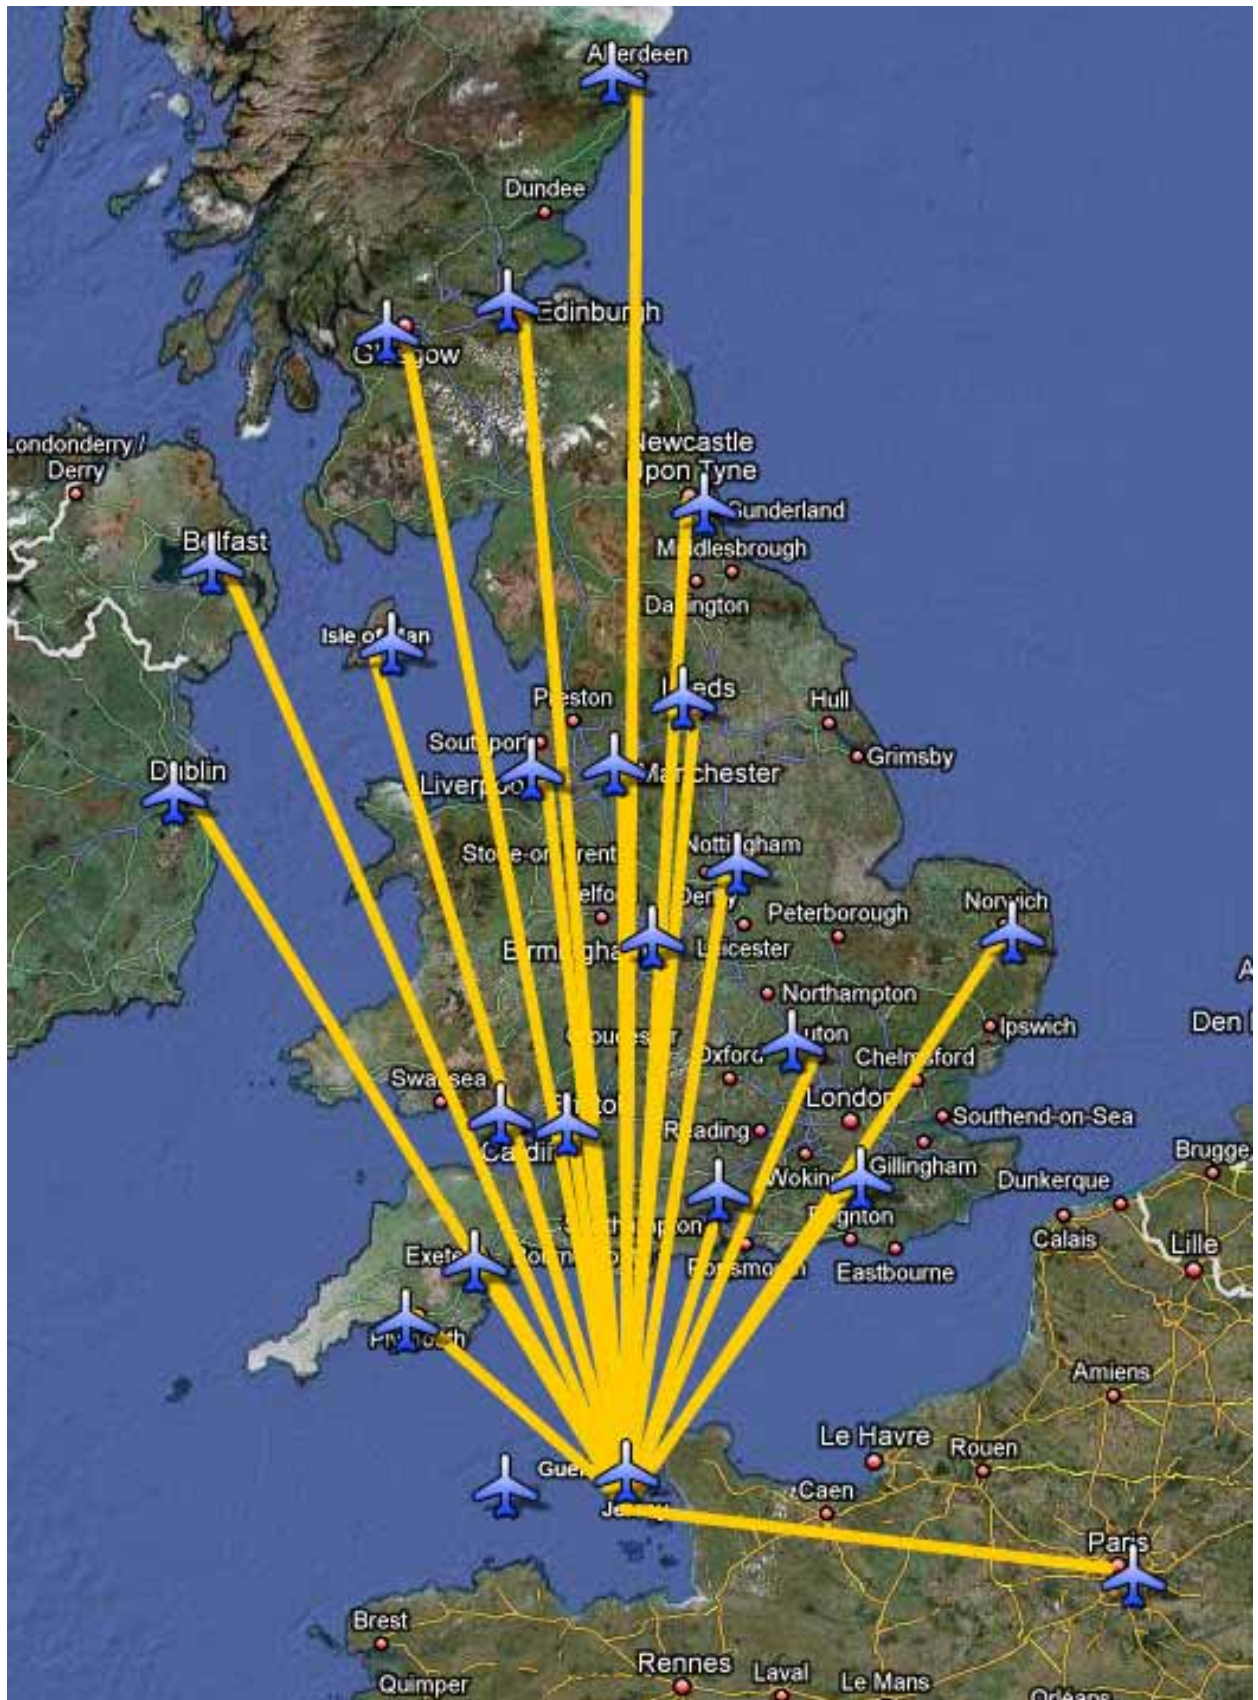 Aberdeen
Dundee
Edinburgh
Glasgow
Londonderry /
Derry
Newcastle
Upon Tyne
Sunderland
Belfast
Middlesbrough
Darlington
Isle of Man
Leeds
Preston
Hull
Southport
Grimsby
Dublin
Liverpool
Manchester
Nottingham
Stoke-on-Trent
Derby
Telford
Norwich
Peterborough
Birmingham
Leicester
Northampton
Ipswich
Den
Gloucester
Luton
Oxford
Chelmsford
Swansea
Bristol
London
Southend-on-Sea
Reading
Cardiff
Gillingham
Brugge
Woking
Dunkerque
Southampton
Calais
Lille
Exeter
Bournemouth
Portsmouth
Eastbourne
Plymouth
Amiens
Le Havre
Rouen
Guer
Caen
Jersey
Paris
Brest
Rennes
Laval
Le Mans
Quimper
Orléans